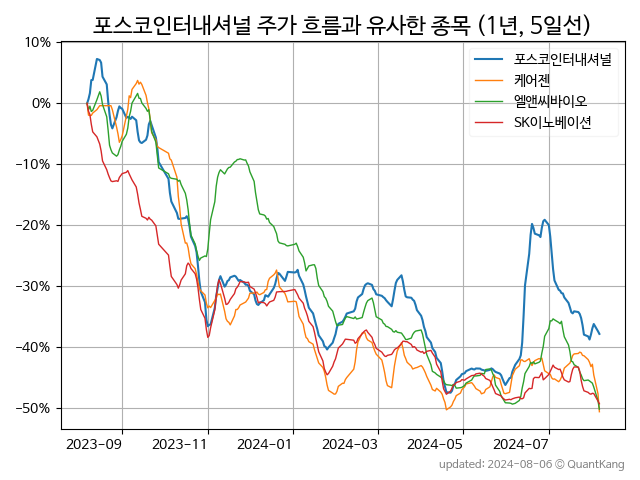 포스코인터내셔널 주가 흐름과 유사한 종목 (1년, 5일선)
포스코인터내셔널
케어젠
엘앤씨바이오
SK이노베이션
10%
0%
−10%
−20%
−30%
−40%
−50%
2023-09 2023-11 2024-01 2024-03 2024-05 2024-07
updated: 2024-08-06 © QuantKang